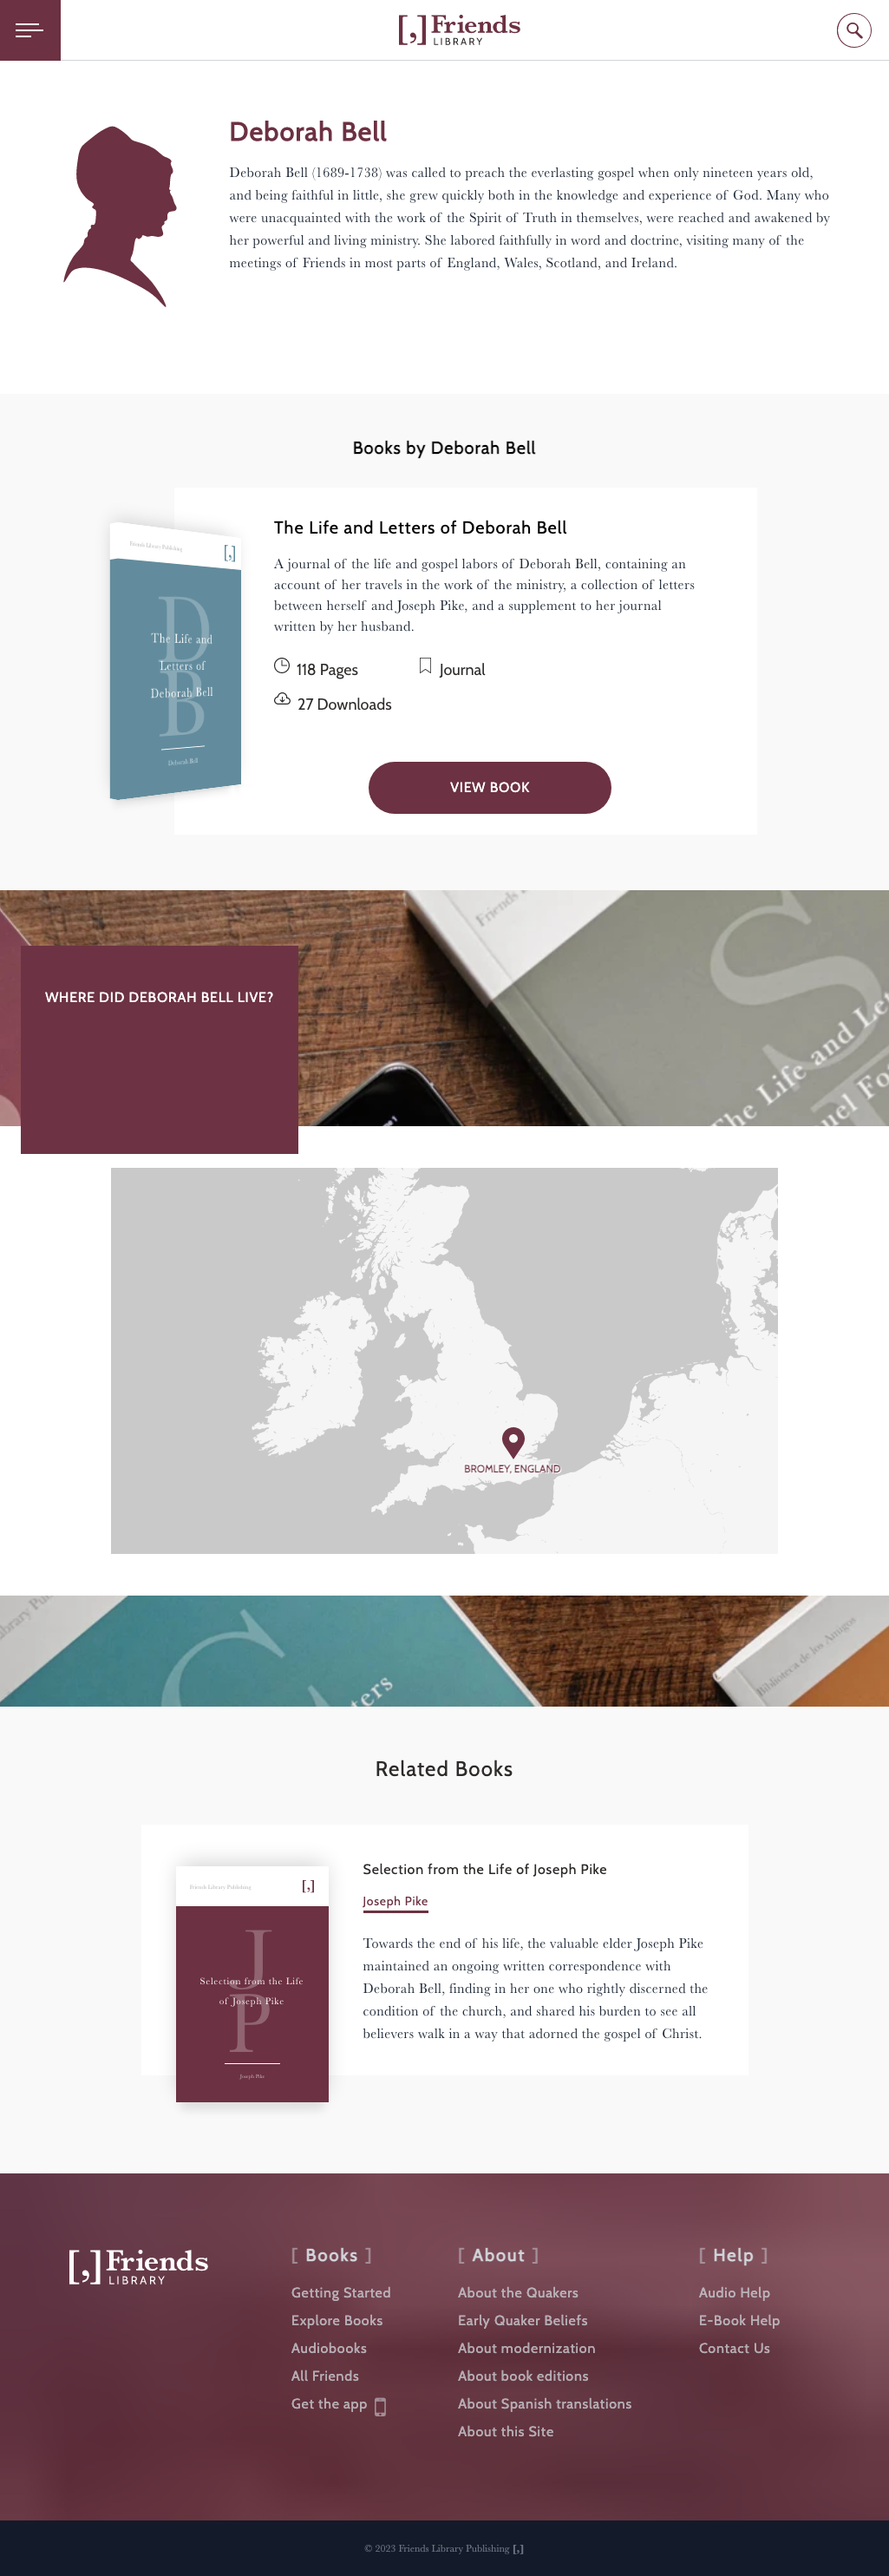 [,] Friends
LIBRARY
Deborah Bell
Deborah Bell (1689-1738) was called to preach the everlasting gospel when only nineteen years old,
and being faithful in little, she grew quickly both in the knowledge and experience of God. Many who
were unacquainted with the work of the Spirit of Truth in themselves, were reached and awakened by
her powerful and living ministry. She labored faithfully in word and doctrine, visiting many of the
meetings of Friends in most parts of England, Wales, Scotland, and Ireland.
Books by Deborah Bell
Friends Library Publishing
[,]
D
B
The Life and
Letters of
Deborah Bell
Deborah Bell
The Life and Letters of Deborah Bell
A journal of the life and gospel labors of Deborah Bell, containing an
account of her travels in the work of the ministry, a collection of letters
between herself and Joseph Pike, and a supplement to her journal
written by her husband.
118 Pages
Journal
27 Downloads
VIEW BOOK
Friends
S
The Life and Let
uel Fo
WHERE DID DEBORAH BELL LIVE?
BROMLEY, ENGLAND
ibrary Pu
C
ters
Biblioteca de los Amigos
Related Books
Friends Library Publishing
[,]
J
P
Selection from the Life
of Joseph Pike
Joseph Pike
Selection from the Life of Joseph Pike
Joseph Pike
Towards the end of his life, the valuable elder Joseph Pike
maintained an ongoing written correspondence with
Deborah Bell, finding in her one who rightly discerned the
condition of the church, and shared his burden to see all
believers walk in a way that adorned the gospel of Christ.
[,] Friends
LIBRARY
[ Books ]
Getting Started
Explore Books
Audiobooks
All Friends
Get the app
[ About ]
About the Quakers
Early Quaker Beliefs
About modernization
About book editions
About Spanish translations
About this Site
[ Help ]
Audio Help
E-Book Help
Contact Us
© 2023 Friends Library Publishing [,]